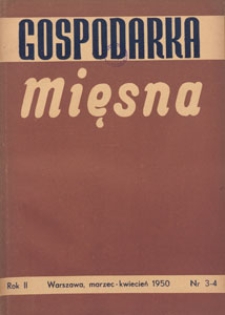 GOSPODARKA
mięsna
Rok II Warszawa, marzec-kwiecień 1950 Nr 3-4